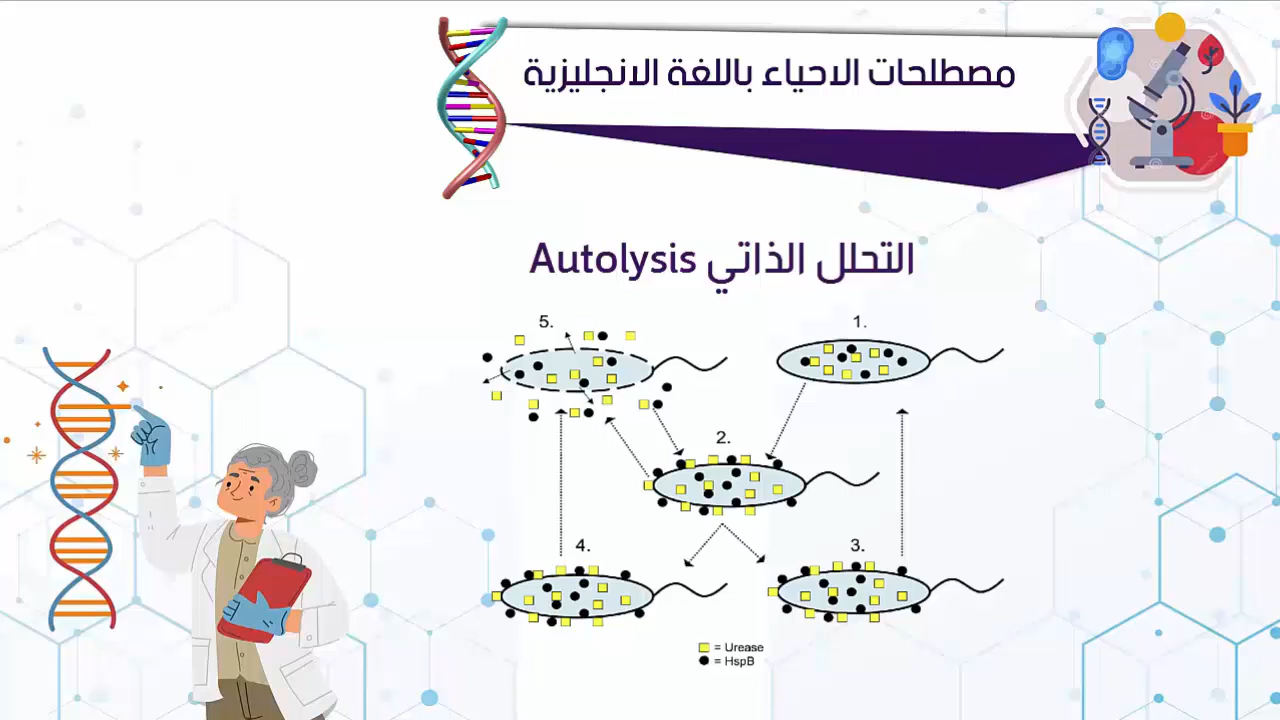 مصطلحات الاحياء باللغة الانجليزية
التحلل الذاتي Autolysis
5.
1.
2.
4.
3.
= Urease
= HspB